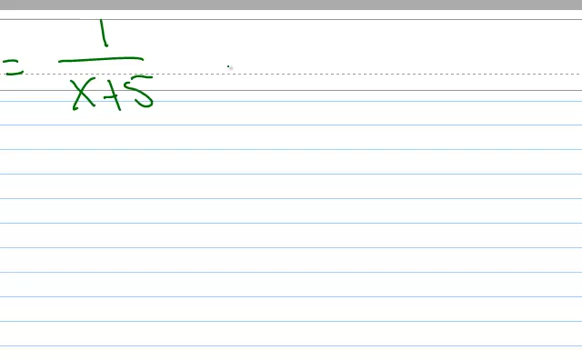 = 1/(x+5)